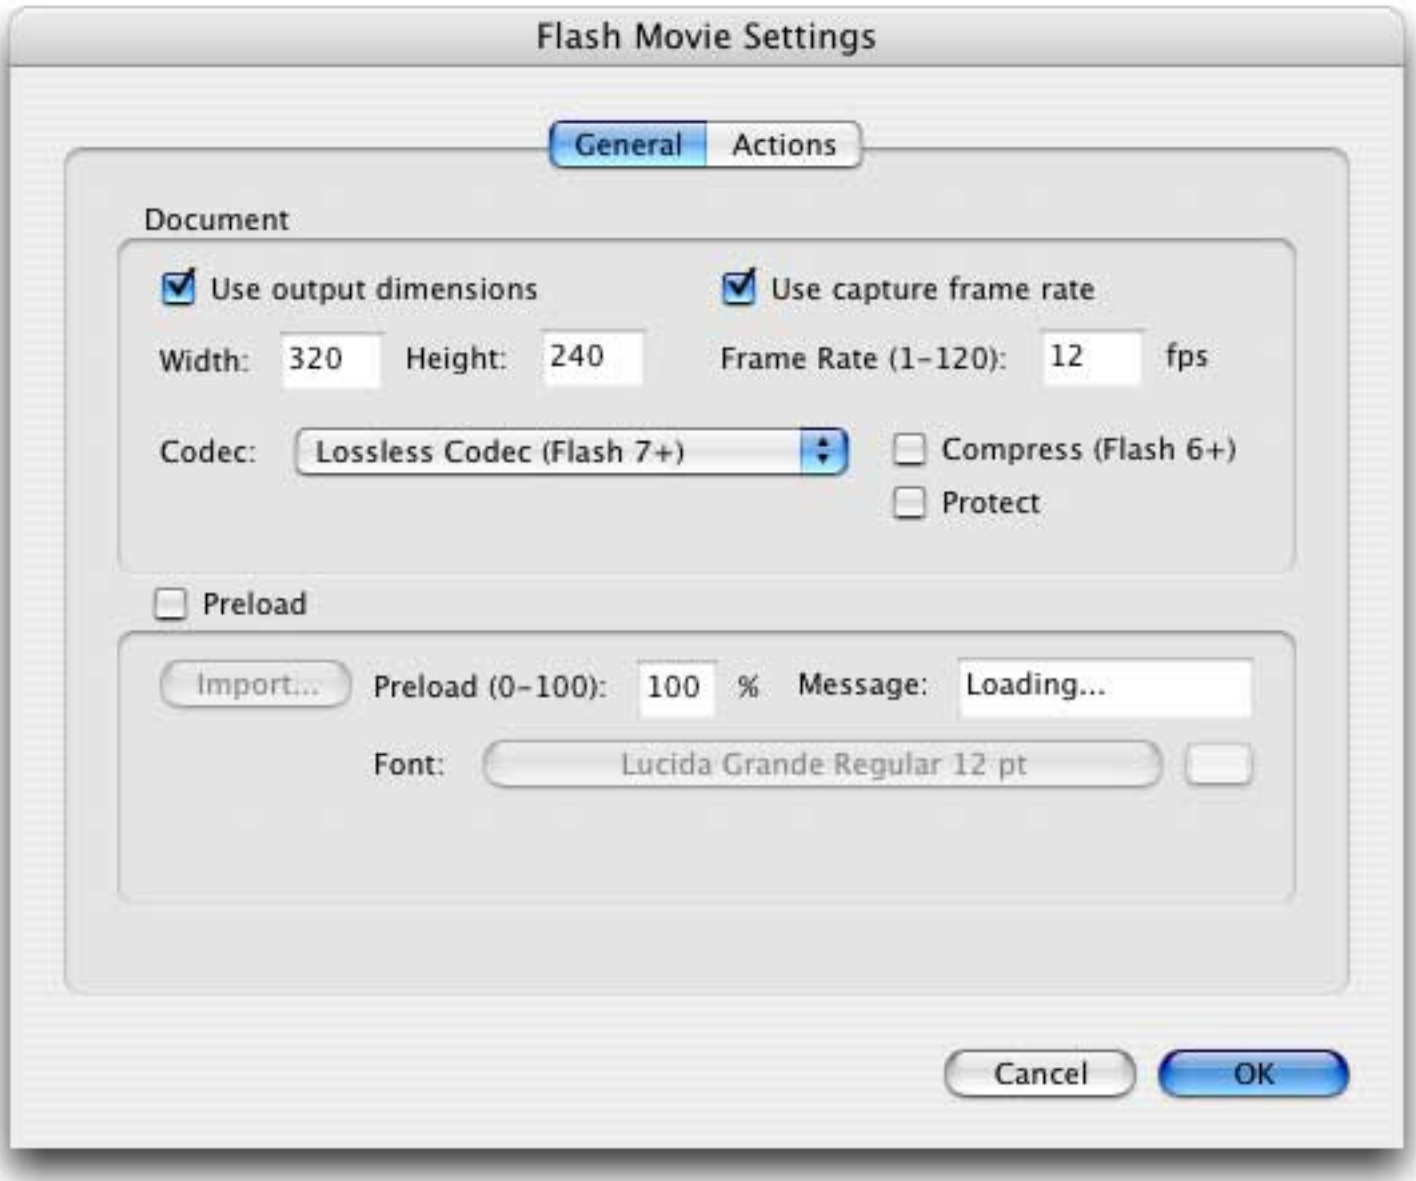 Flash Movie Settings
General Actions
Document
Use output dimensions Use capture frame rate
Width: 320 Height: 240 Frame Rate (1-120): 12 fps
Codec: Lossless Codec (Flash 7+) Compress (Flash 6+)
Protect
Preload
Import... Preload (0-100): 100 % Message: Loading...
Font: Lucida Grande Regular 12 pt
Cancel OK